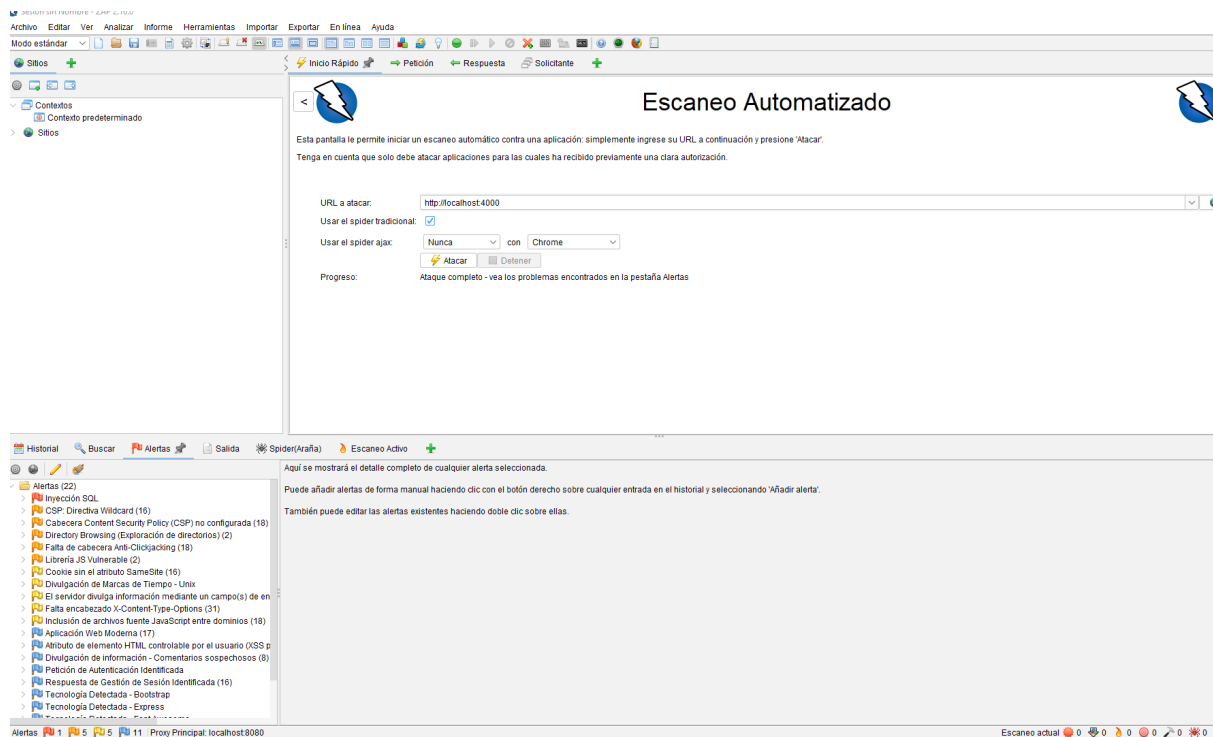 Sesión sin Nombre - ZAP 2.16.0
Archivo Editar Ver Analizar Informe Herramientas Importar Exportar En línea Ayuda
Modo estándar
Sitios
Inicio Rápido Petición Respuesta Solicitante
Contextos
Contexto predeterminado
Sitios
<
Escaneo Automatizado
Esta pantalla le permite iniciar un escaneo automático contra una aplicación: simplemente ingrese su URL a continuación y presione 'Atacar'.
Tenga en cuenta que solo debe atacar aplicaciones para las cuales ha recibido previamente una clara autorización.
URL a atacar: http://localhost:4000
Usar el spider tradicional:
Usar el spider ajax: Nunca con Chrome
Atacar Detener
Progreso: Ataque completo - vea los problemas encontrados en la pestaña Alertas
Historial Buscar Alertas Salida Spider(Araña) Escaneo Activo
Alertas (22)
Inyección SQL
CSP: Directiva Wildcard (16)
Cabecera Content Security Policy (CSP) no configurada (18)
Directory Browsing (Exploración de directorios) (2)
Falta de cabecera Anti-Clickjacking (18)
Librería JS Vulnerable (2)
Cookie sin el atributo SameSite (16)
Divulgación de Marcas de Tiempo - Unix
El servidor divulga información mediante un campo(s) de en
Falta encabezado X-Content-Type-Options (31)
Inclusión de archivos fuente JavaScript entre dominios (18)
Aplicación Web Moderna (17)
Atributo de elemento HTML controlable por el usuario (XSS p
Divulgación de información - Comentarios sospechosos (8)
Petición de Autenticación Identificada
Respuesta de Gestión de Sesión Identificada (16)
Tecnología Detectada - Bootstrap
Tecnología Detectada - Express
Aquí se mostrará el detalle completo de cualquier alerta seleccionada.
Puede añadir alertas de forma manual haciendo clic con el botón derecho sobre cualquier entrada en el historial y seleccionando 'Añadir alerta'.
También puede editar las alertas existentes haciendo doble clic sobre ellas.
Alertas 1 5 5 11 Proxy Principal: localhost:8080
Escaneo actual 0 0 0 0 0 0